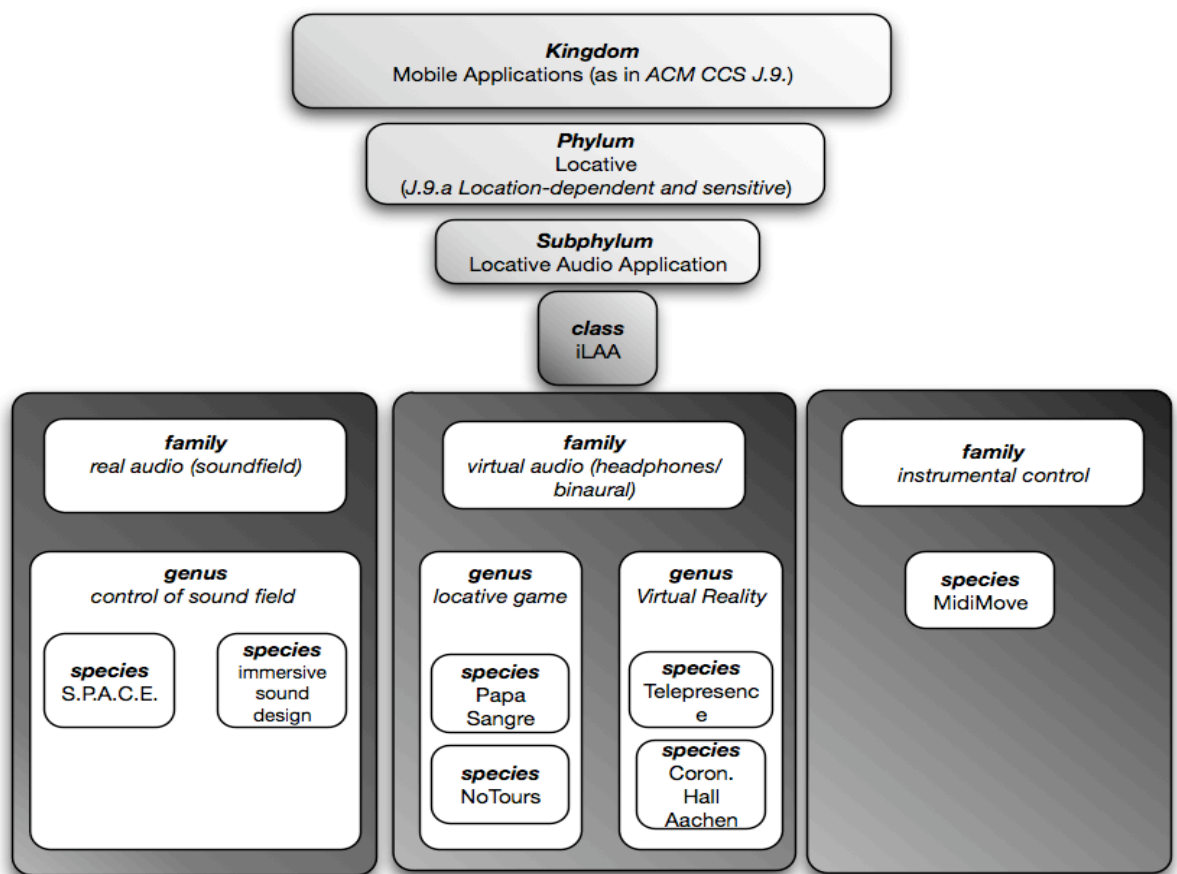 Kingdom
Mobile Applications (as in ACM CCS J.9.)
Phylum
Locative
(J.9.a Location-dependent and sensitive)
Subphylum
Locative Audio Application
class
iLAA
family
real audio (soundfield)
genus
control of sound field
species
S.P.A.C.E.
species
immersive
sound
design
family
virtual audio (headphones/
binaural)
genus
locative game
species
Papa
Sangre
species
NoTours
genus
Virtual Reality
species
Telepresenc
e
species
Coron.
Hall
Aachen
family
instrumental control
species
MidiMove